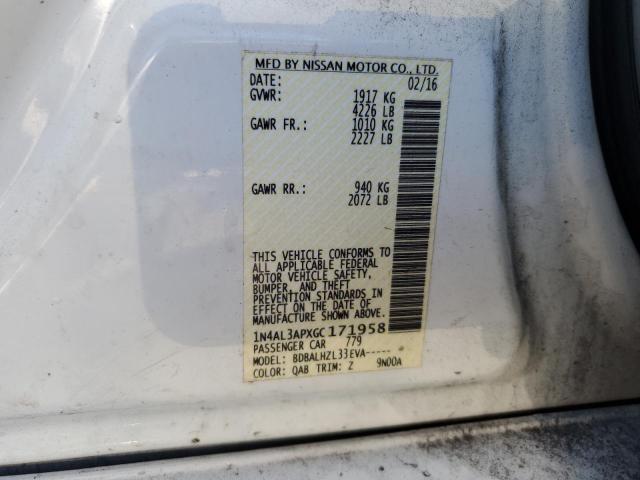 MFD BY NISSAN MOTOR CO., LTD.
DATE: 02/16
GVWR: 1917 KG
4226 LB
GAWR FR.: 1010 KG
2227 LB
GAWR RR.: 940 KG
2072 LB
THIS VEHICLE CONFORMS TO
ALL APPLICABLE FEDERAL
MOTOR VEHICLE SAFETY,
BUMPER, AND THEFT
PREVENTION STANDARDS IN
EFFECT ON THE DATE OF
MANUFACTURE SHOWN ABOVE.
1N4AL3APXGC171958
PASSENGER CAR 779
MODEL: BDBALHZL33EVA-----
COLOR: QAB TRIM: Z 9N00A